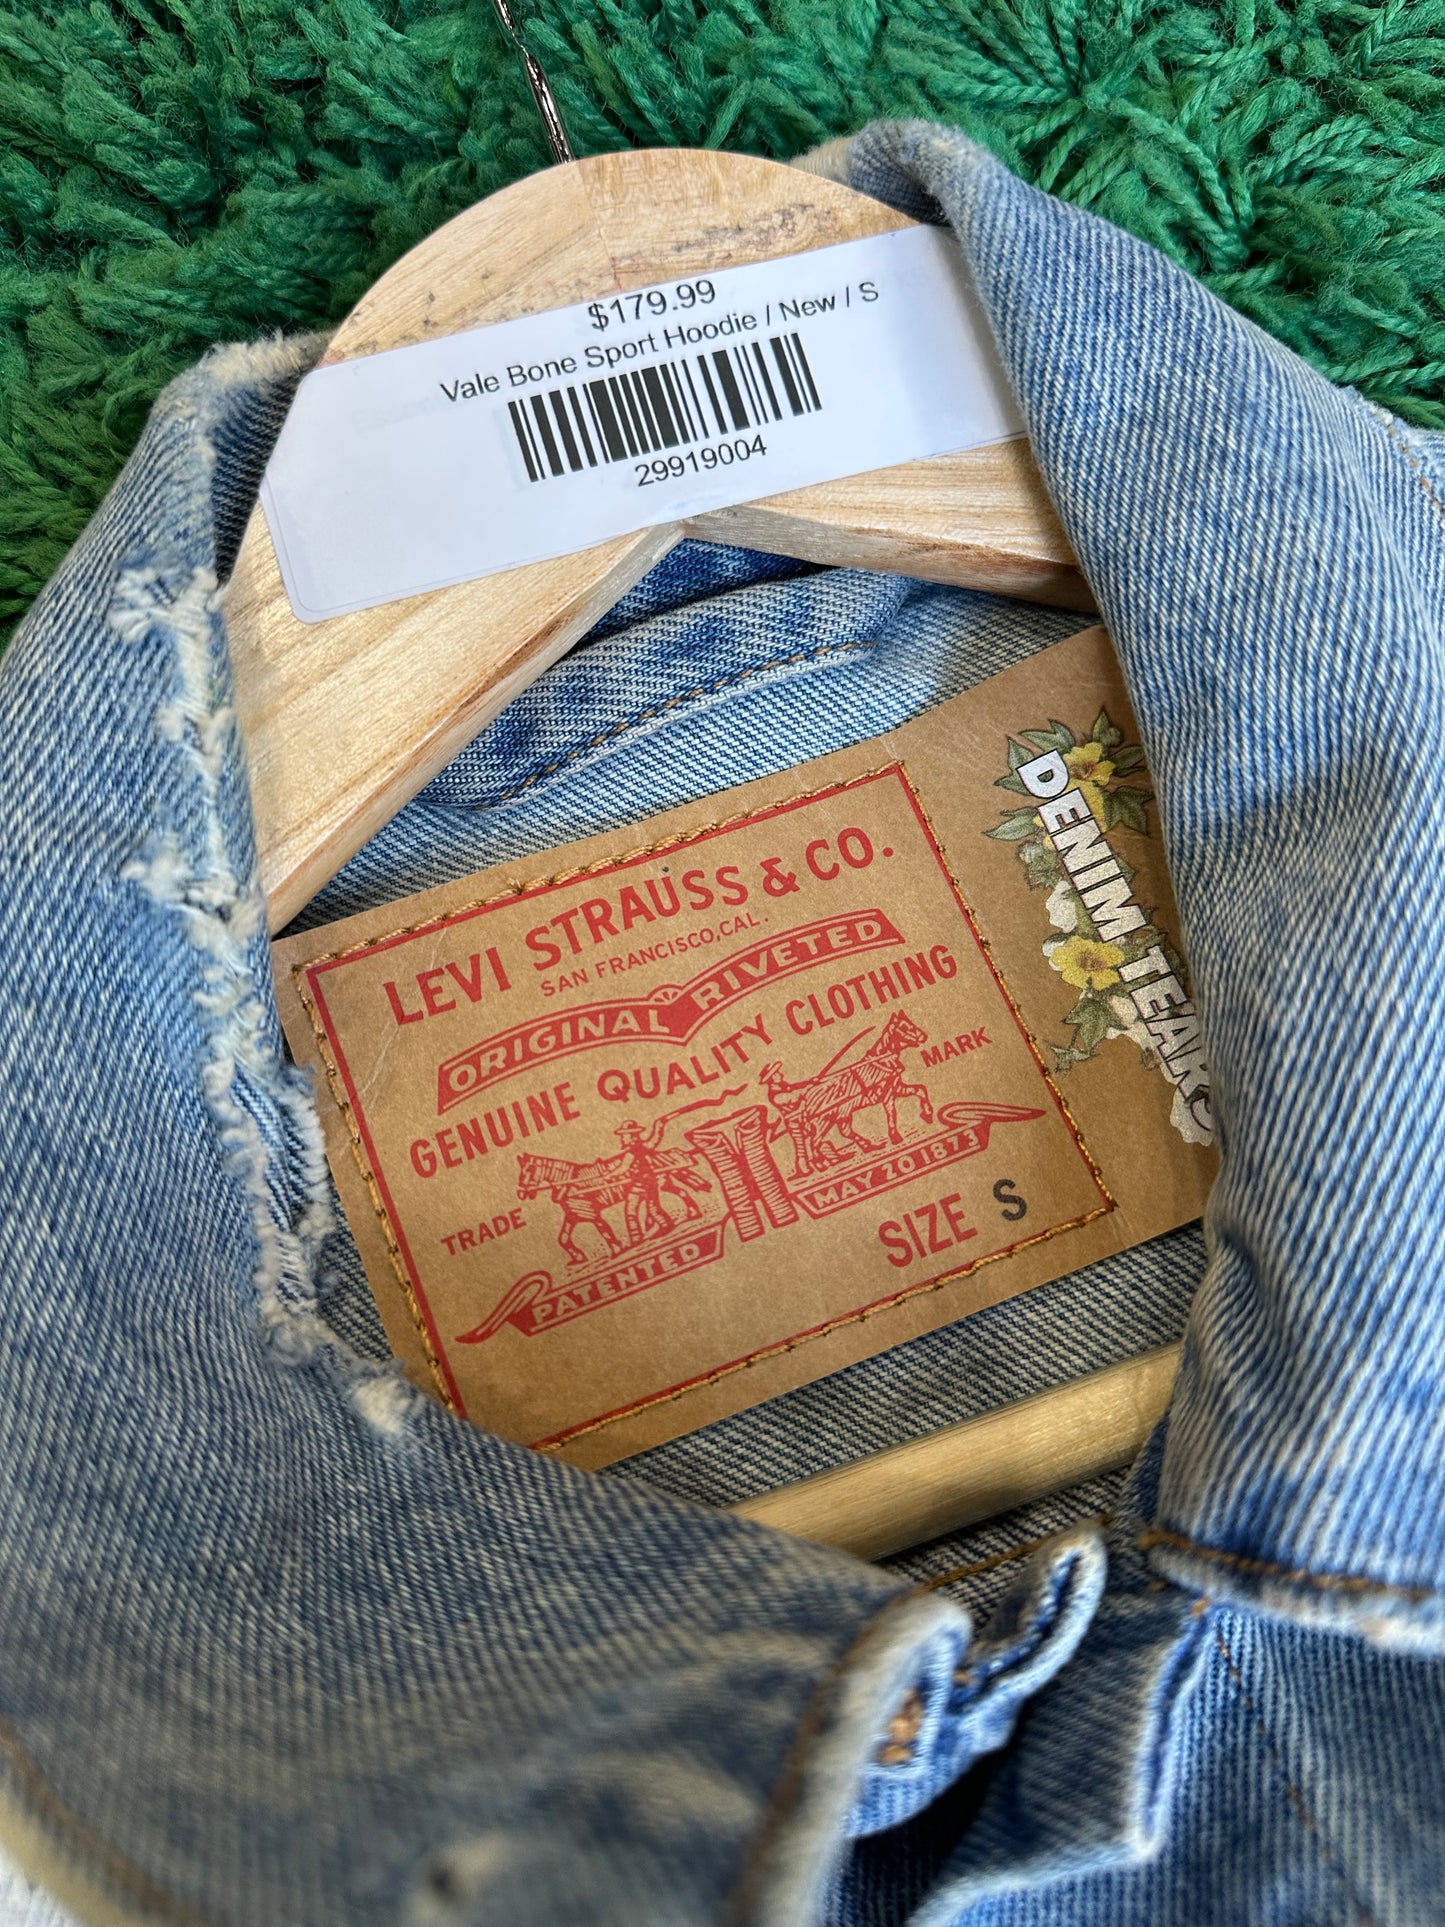 $179.99
Vale Bone Sport Hoodie / New / S
29919004
LEVI STRAUSS & CO.
SAN FRANCISCO, CAL.
ORIGINAL RIVETED
GENUINE QUALITY CLOTHING
TRADE MARK
PATENTED MAY 20 1873
SIZE S
DENIM TEARS